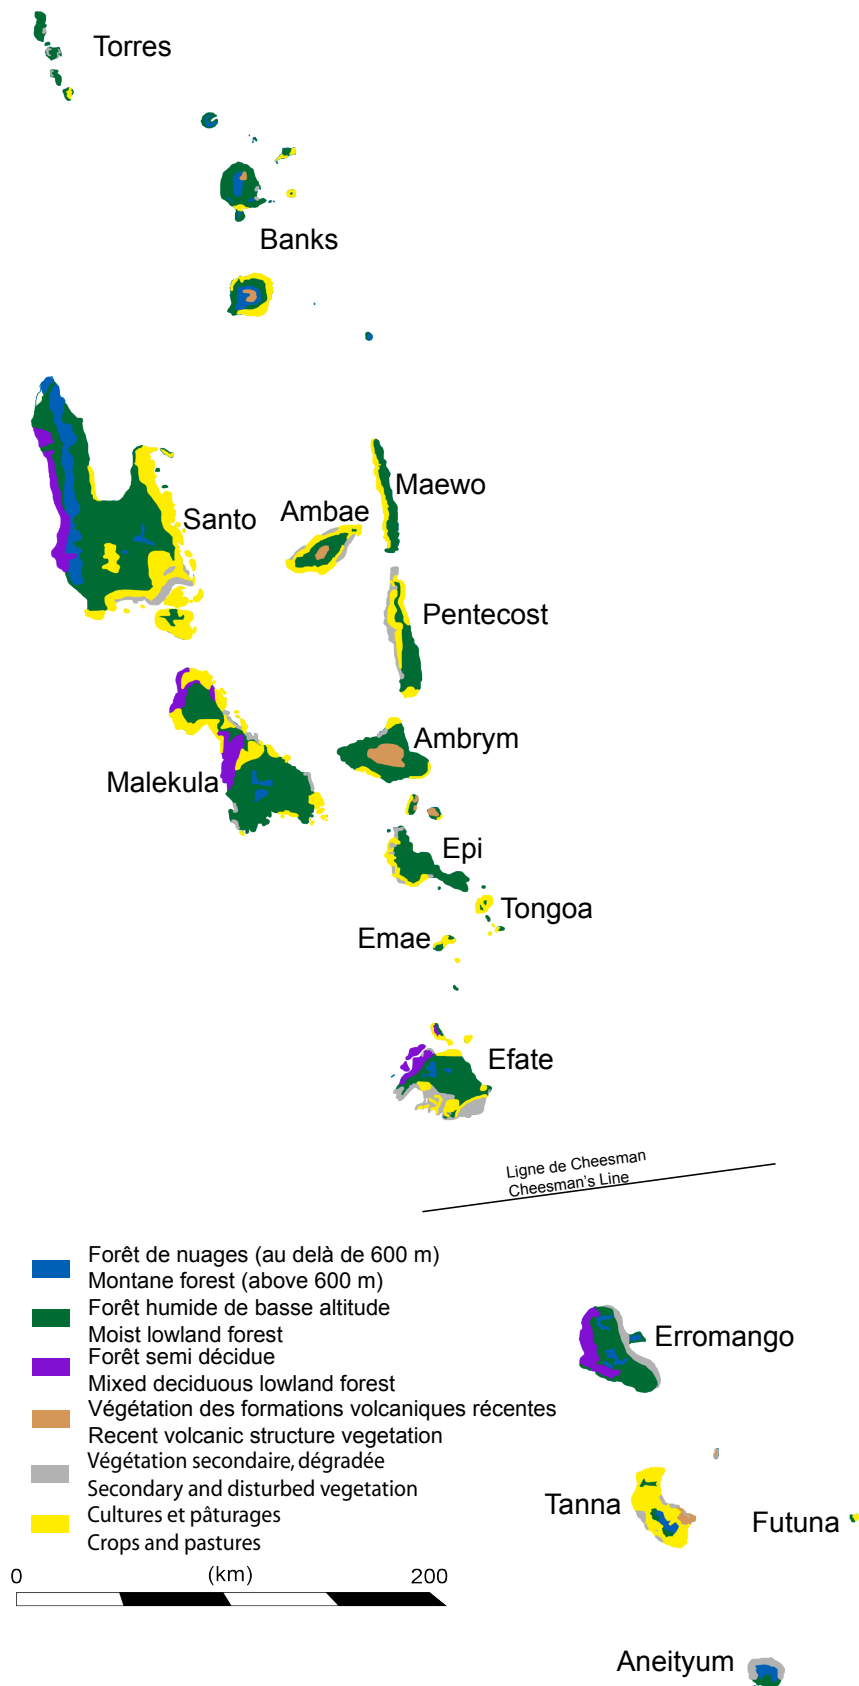 Torres
Banks
Maewo
Ambae
Santo
Pentecost
Ambrym
Malekula
Epi
Tongoa
Emae
Efate
Ligne de Cheesman
Cheesman's Line
Forêt de nuages (au delà de 600 m)
Montane forest (above 600 m)
Forêt humide de basse altitude
Moist lowland forest
Forêt semi décidue
Mixed deciduous lowland forest
Végétation des formations volcaniques récentes
Recent volcanic structure vegetation
Végétation secondaire, dégradée
Secondary and disturbed vegetation
Cultures et pâturages
Crops and pastures
0 (km) 200
Erromango
Tanna
Futuna
Aneityum